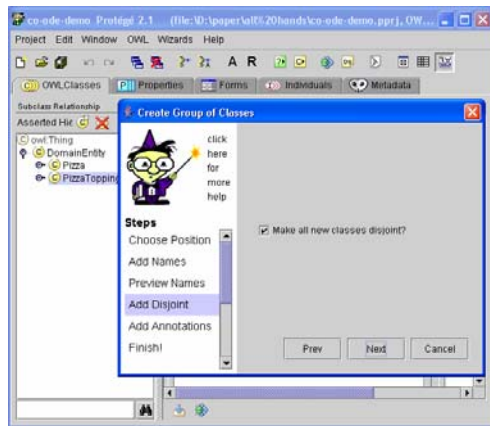 co-ode-demo Protégé 2.1 (file:\D:\paper\alt%20hands\co-ode-demo.pprj, OW...
Project Edit Window OWL Wizards Help
A R
OWLClasses Properties Forms Individuals Metadata
Subclass Relationship
Asserted Hie C
C owl:Thing
C DomainEntity
C Pizza
C PizzaTopping
Create Group of Classes
click
here
for
more
help
Steps
Choose Position
Add Names
Preview Names
Add Disjoint
Add Annotations
Finish!
Make all new classes disjoint?
Prev Next Cancel